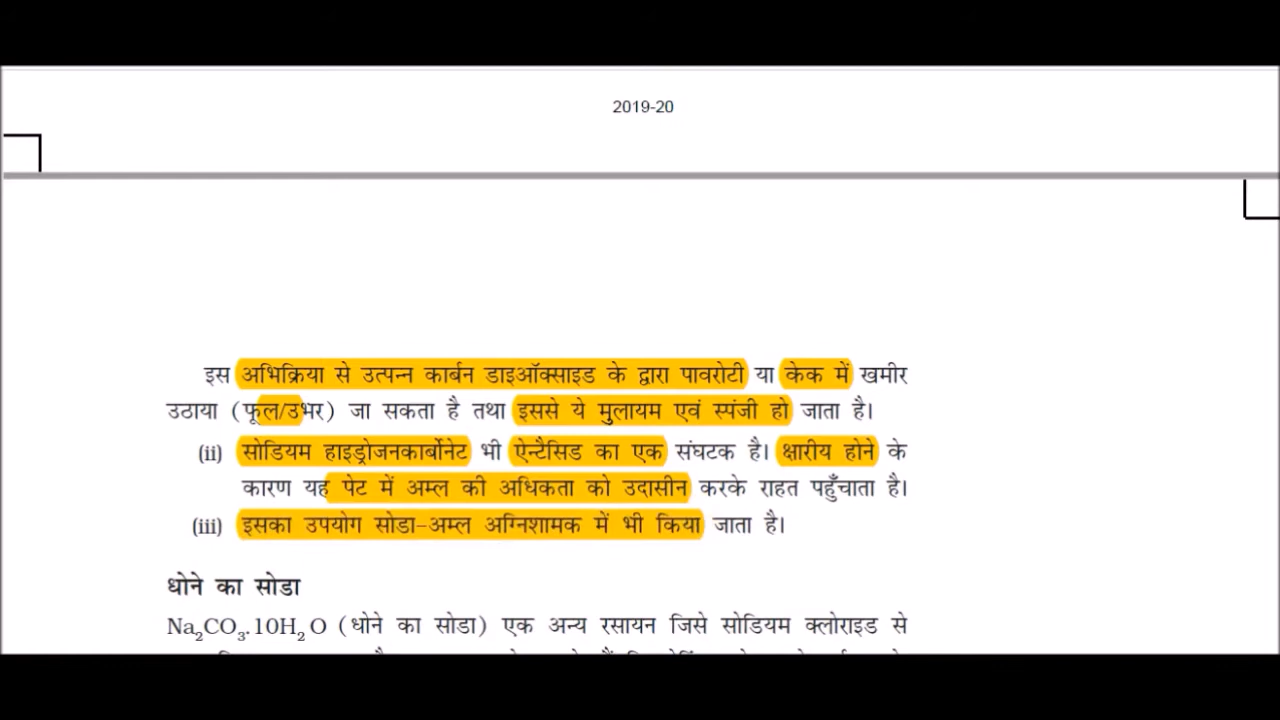 2019-20
इस अभिक्रिया से उत्पन्न कार्बन डाइऑक्साइड के द्वारा पावरोटी या केक में खमीर
उठाया (फूल/उभर) जा सकता है तथा इससे ये मुलायम एवं स्पंजी हो जाता है।
(ii) सोडियम हाइड्रोजनकार्बोनेट भी ऐन्टैसिड का एक संघटक है। क्षारीय होने के
कारण यह पेट में अम्ल की अधिकता को उदासीन करके राहत पहुँचाता है।
(iii) इसका उपयोग सोडा-अम्ल अग्निशामक में भी किया जाता है।
धोने का सोडा
Na₂CO₃.10H₂O (धोने का सोडा) एक अन्य रसायन जिसे सोडियम क्लोराइड से